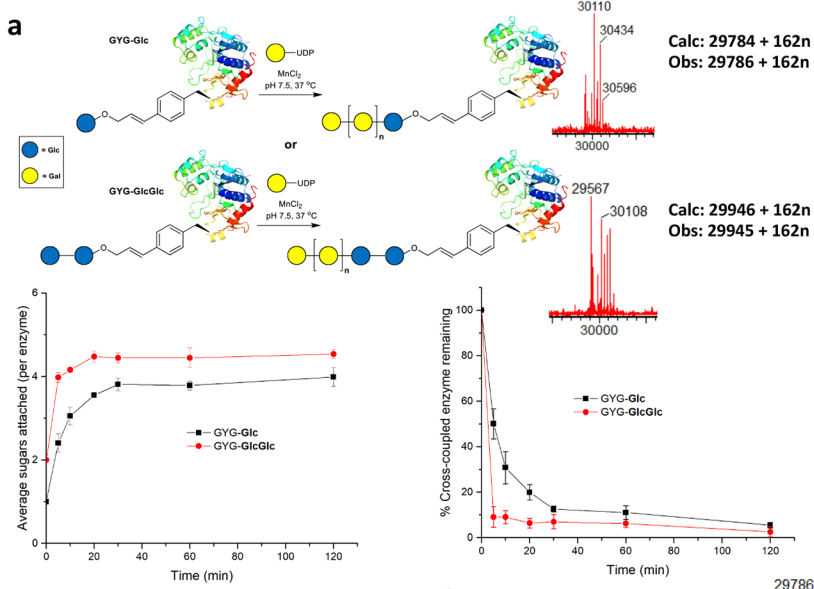 a
GYG-Glc
UDP
MnCl2
pH 7.5, 37 °C
O
n
30110
30434
30596
30000
Calc: 29784 + 162n
Obs: 29786 + 162n
= Glc
= Gal
or
GYG-GlcGlc
UDP
MnCl2
pH 7.5, 37 °C
O
n
O
O
29567
30108
30000
Calc: 29946 + 162n
Obs: 29945 + 162n
Average sugars attached (per enzyme)
6
4
2
0
GYG-Glc
GYG-GlcGlc
0 20 40 60 80 100 120
Time (min)
% Cross-coupled enzyme remaining
100
80
60
40
20
0
GYG-Glc
GYG-GlcGlc
0 20 40 60 80 100 120
Time (min)
29786